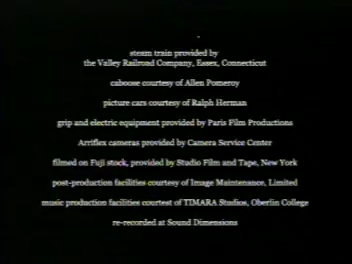 steam train provided by
the Valley Railroad Company, Essex, Connecticut
caboose courtesy of Allen Pomeroy
picture cars courtesy of Ralph Herman
grip and electric equipment provided by Paris Film Productions
Arriflex cameras provided by Camera Service Center
filmed on Fuji stock, provided by Studio Film and Tape, New York
post-production facilities courtesy of Image Maintenance, Limited
music production facilities courtest of TIMARA Studios, Oberlin College
re-recorded at Sound Dimensions